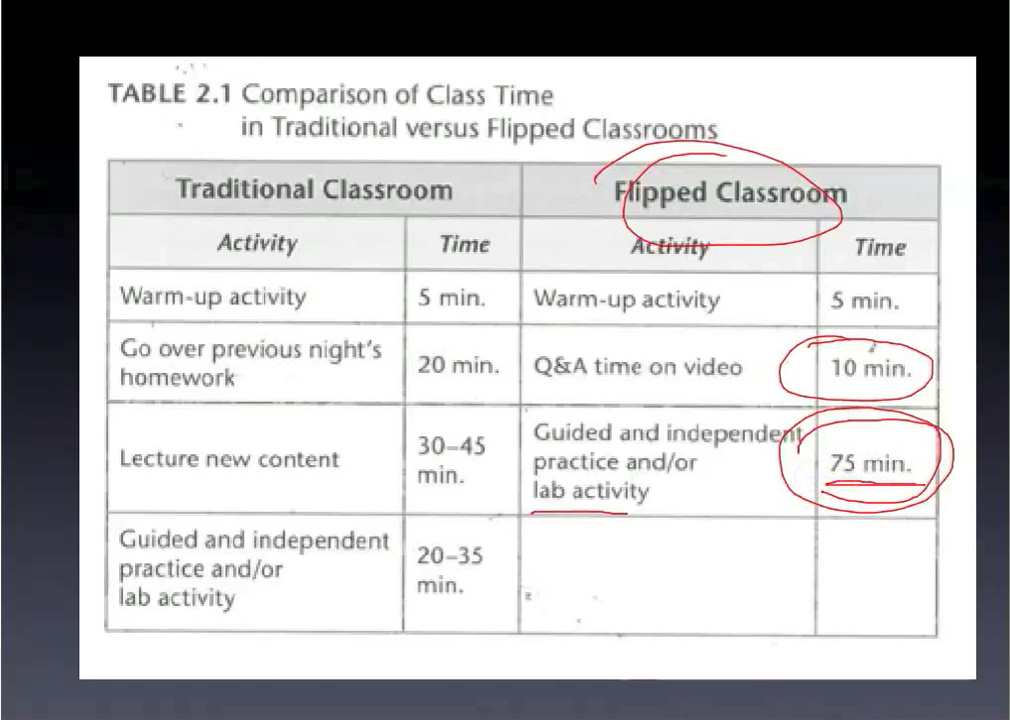 TABLE 2.1 Comparison of Class Time
in Traditional versus Flipped Classrooms
Traditional Classroom Flipped Classroom
Activity Time Activity Time
Warm-up activity 5 min. Warm-up activity 5 min.
Go over previous night's
homework 20 min. Q&A time on video 10 min.
Lecture new content 30–45
min. Guided and independent
practice and/or
lab activity 75 min.
Guided and independent
practice and/or
lab activity 20–35
min.